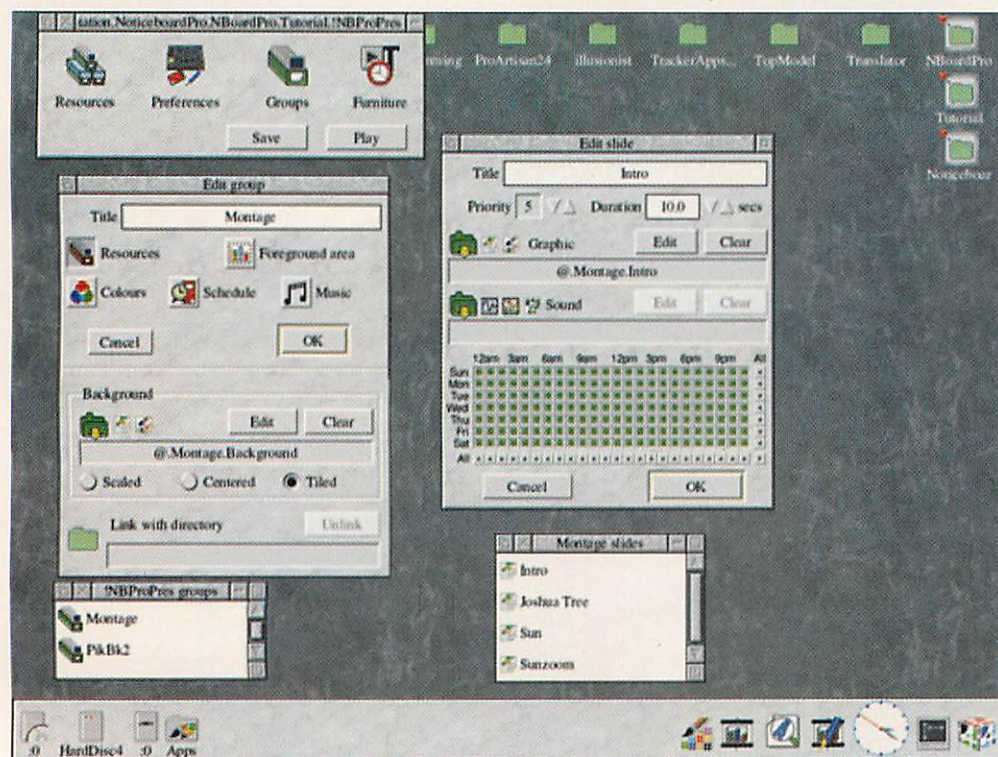 tation.NoticeboardPro.NBoardPro.Tutorial.!NBProPres
Resources Preferences Groups Furniture
Save Play
ProArtisan24 illusionist TrackerApps... TopModel Translator NBoardPro
Tutorial
Noticeboar
Edit group
Title Montage
Resources Foreground area
Colours Schedule Music
Cancel OK
Background
Edit Clear
@.Montage.Background
Scaled Centered Tiled
Link with directory Unlink
Edit slide
Title Intro
Priority 5 Duration 10.0 secs
Graphic Edit Clear
@.Montage.Intro
Sound Edit Clear
12am 3am 6am 9am 12pm 3pm 6pm 9pm All
Sun
Mon
Tue
Wed
Thu
Fri
Sat
All
Cancel OK
!NBProPres groups
Montage
PikBk2
Montage slides
Intro
Joshua Tree
Sun
Sunzoom
:0 HardDisc4 :0 Apps